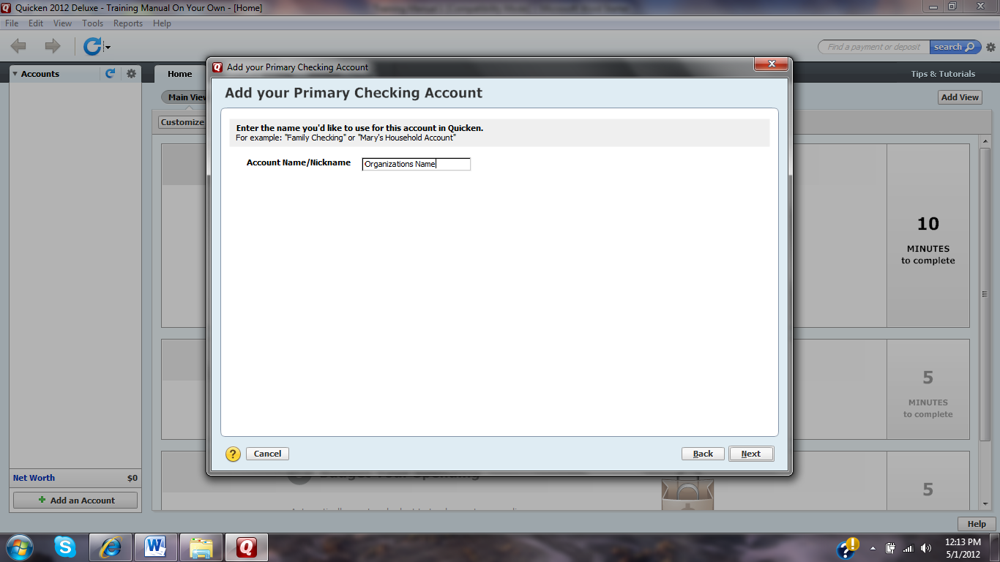 Quicken 2012 Deluxe - Training Manual On Your Own - [Home]
File Edit View Tools Reports Help
Find a payment or deposit search
Accounts
Home
Tips & Tutorials
Main View
Add View
Customize
Add your Primary Checking Account
Add your Primary Checking Account
Enter the name you'd like to use for this account in Quicken.
For example: "Family Checking" or "Mary's Household Account"
Account Name/Nickname Organizations Name
10
MINUTES
to complete
5
MINUTES
to complete
? Cancel Back Next
Net Worth $0
Add an Account
Budget Your Spending
5
Help
12:13 PM
5/1/2012